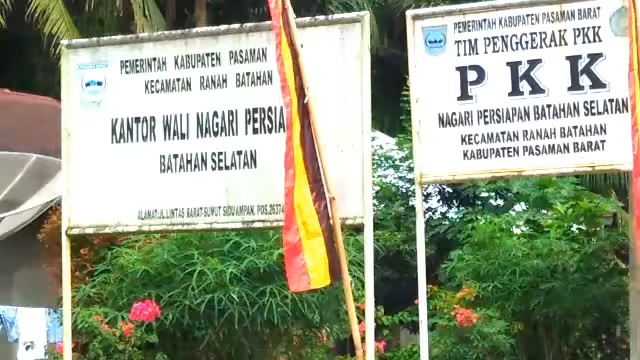 PEMERINTAH KABUPATEN PASAMAN
KECAMATAN RANAH BATAHAN
KANTOR WALI NAGARI PERSIA
BATAHAN SELATAN
PEMERINTAH KABUPATEN PASAMAN BARAT
TIM PENGGERAK PKK
PKK
NAGARI PERSIAPAN BATAHAN SELATAN
KECAMATAN RANAH BATAHAN
KABUPATEN PASAMAN BARAT